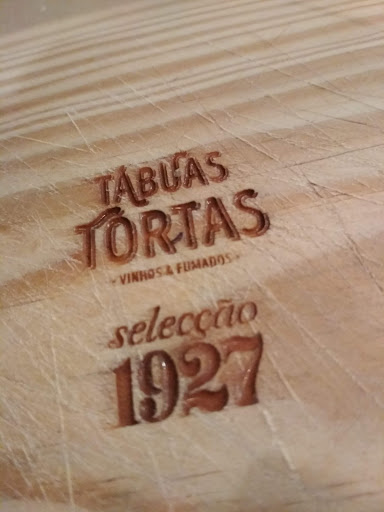 TÁBUAS
TORTAS
- VINHOS & FUMADOS -
selecção
1927